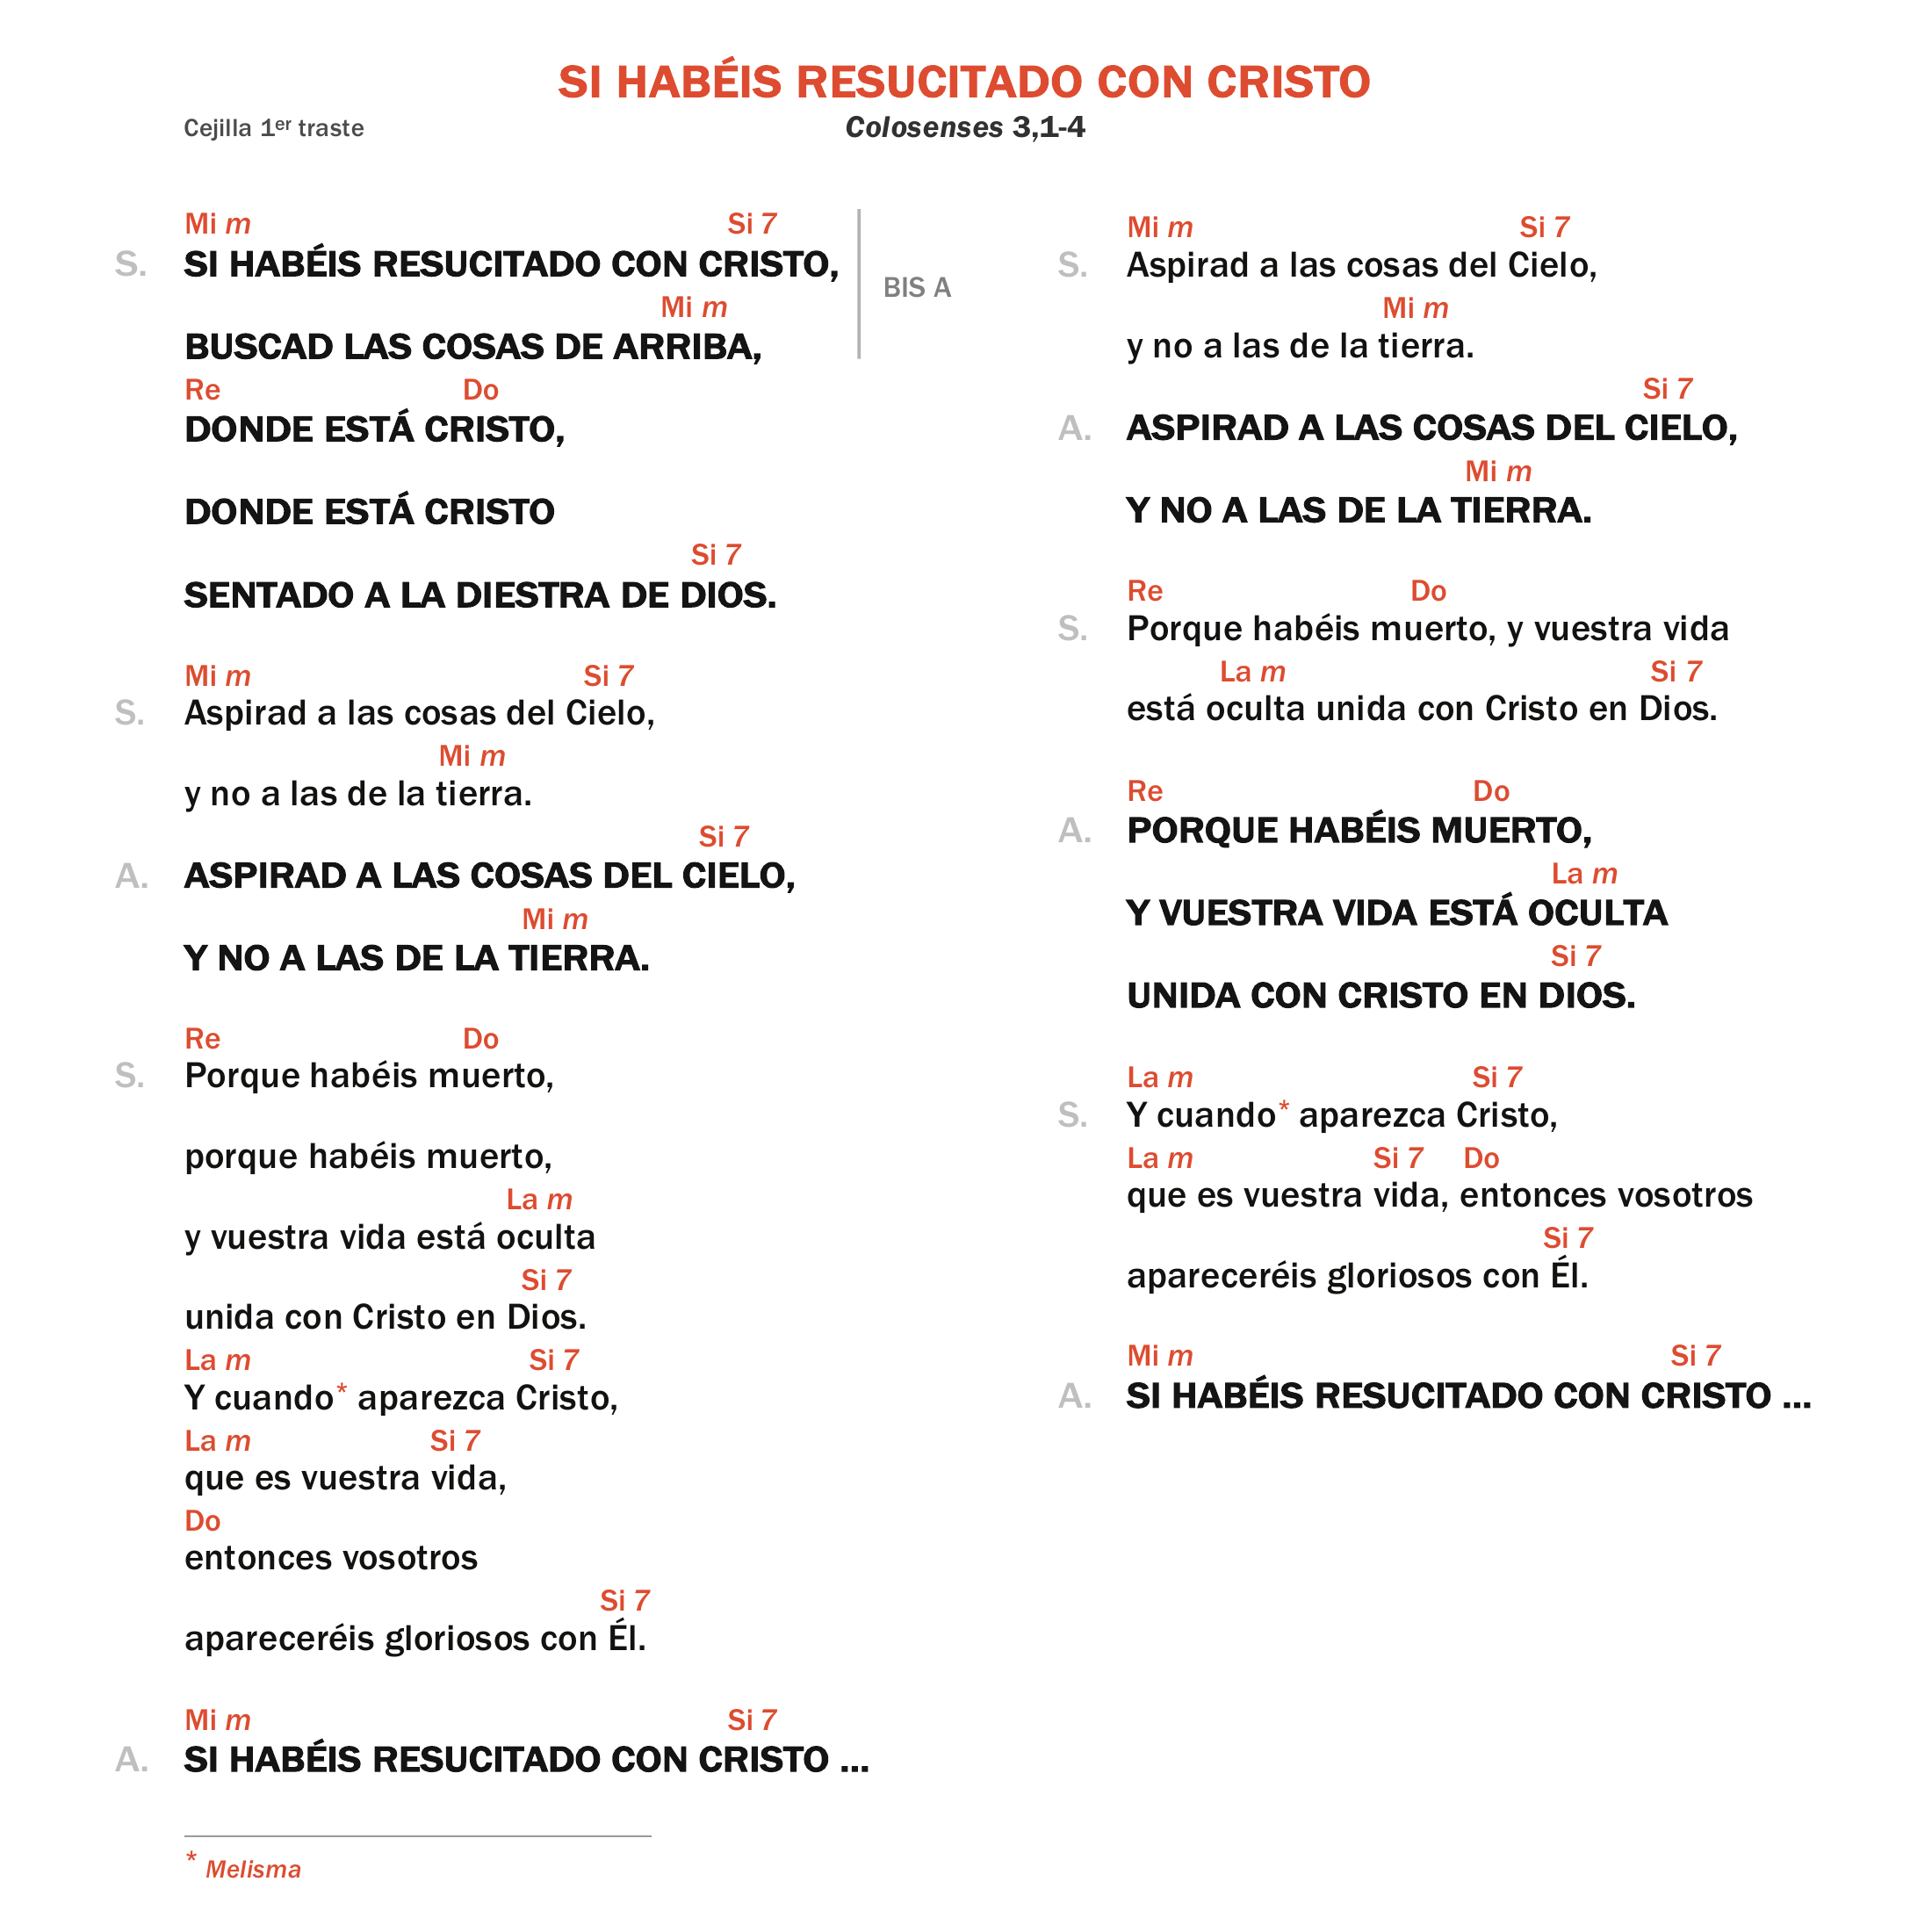 SI HABÉIS RESUCITADO CON CRISTO
Cejilla 1er traste
Colosenses 3,1-4
Mi m Si 7
S. SI HABÉIS RESUCITADO CON CRISTO,
BIS A
Mi m
BUSCAD LAS COSAS DE ARRIBA,
Re Do
DONDE ESTÁ CRISTO,
DONDE ESTÁ CRISTO
Si 7
SENTADO A LA DIESTRA DE DIOS.
Mi m Si 7
S. Aspirad a las cosas del Cielo,
Mi m
y no a las de la tierra.
Si 7
A. ASPIRAD A LAS COSAS DEL CIELO,
Mi m
Y NO A LAS DE LA TIERRA.
Re Do
S. Porque habéis muerto,
porque habéis muerto,
La m
y vuestra vida está oculta
Si 7
unida con Cristo en Dios.
La m Si 7
Y cuando* aparezca Cristo,
La m Si 7
que es vuestra vida,
Do
entonces vosotros
Si 7
apareceréis gloriosos con Él.
Mi m Si 7
A. SI HABÉIS RESUCITADO CON CRISTO ...
* Melisma
Mi m Si 7
S. Aspirad a las cosas del Cielo,
Mi m
y no a las de la tierra.
Si 7
A. ASPIRAD A LAS COSAS DEL CIELO,
Mi m
Y NO A LAS DE LA TIERRA.
Re Do
S. Porque habéis muerto, y vuestra vida
La m Si 7
está oculta unida con Cristo en Dios.
Re Do
A. PORQUE HABÉIS MUERTO,
La m
Y VUESTRA VIDA ESTÁ OCULTA
Si 7
UNIDA CON CRISTO EN DIOS.
La m Si 7
S. Y cuando* aparezca Cristo,
La m Si 7 Do
que es vuestra vida, entonces vosotros
Si 7
apareceréis gloriosos con Él.
Mi m Si 7
A. SI HABÉIS RESUCITADO CON CRISTO ...